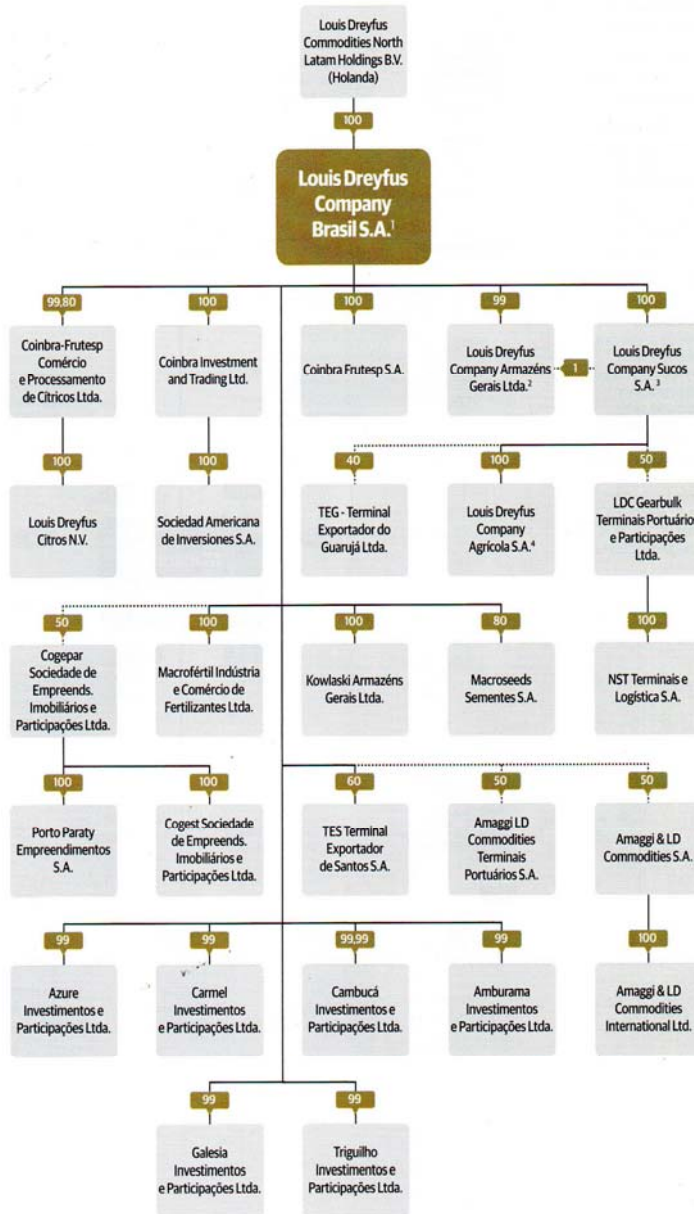 Louis Dreyfus
Commodities North
Latam Holdings B.V.
(Holanda)
100
Louis Dreyfus
Company
Brasil S.A.¹
99,80
100
100
99
100
Coinbra-Frutesp
Comércio
e Processamento
de Cítricos Ltda.
Coinbra Investment
and Trading Ltd.
Coinbra Frutesp S.A.
Louis Dreyfus
Company Armazéns
Gerais Ltda.²
1
Louis Dreyfus
Company Sucos
S.A. ³
100
100
40
100
50
Louis Dreyfus
Citros N.V.
Sociedad Americana
de Inversiones S.A.
TEG - Terminal
Exportador do
Guarujá Ltda.
Louis Dreyfus
Company
Agrícola S.A.⁴
LDC Gearbulk
Terminais Portuários
e Participações
Ltda.
50
100
100
80
100
Cogepar
Sociedade de
Empreends.
Imobiliários e
Participações Ltda.
Macrofértil Indústria
e Comércio de
Fertilizantes Ltda.
Kowlaski Armazéns
Gerais Ltda.
Macroseeds
Sementes S.A.
NST Terminais e
Logística S.A.
100
100
60
50
50
Porto Paraty
Empreendimentos
S.A.
Cogest Sociedade
de Empreends.
Imobiliários e
Participações Ltda.
TES Terminal
Exportador
de Santos S.A.
Amaggi LD
Commodities
Terminais
Portuários S.A.
Amaggi & LD
Commodities S.A.
99
99
99,99
99
100
Azure
Investimentos e
Participações Ltda.
Carmel
Investimentos
e Participações Ltda.
Cambucá
Investimentos e
Participações Ltda.
Amburama
Investimentos
e Participações Ltda.
Amaggi & LD
Commodities
International Ltd.
99
99
Galesia
Investimentos
e Participações Ltda.
Triguilho
Investimentos e
Participações Ltda.